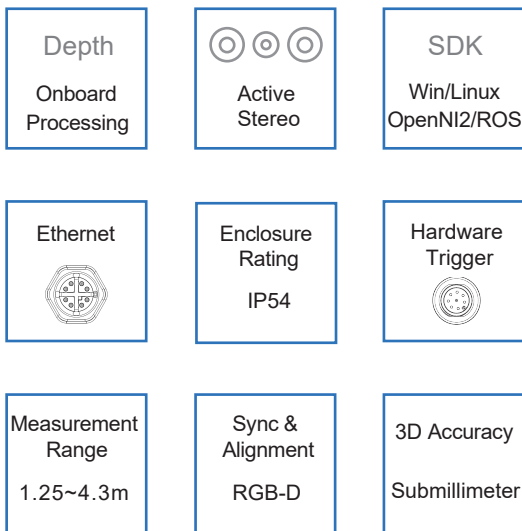 Depth
Onboard
Processing
Active
Stereo
SDK
Win/Linux
OpenNI2/ROS
Ethernet
Enclosure
Rating
IP54
Hardware
Trigger
Measurement
Range
1.25~4.3m
Sync &
Alignment
RGB-D
3D Accuracy
Submillimeter